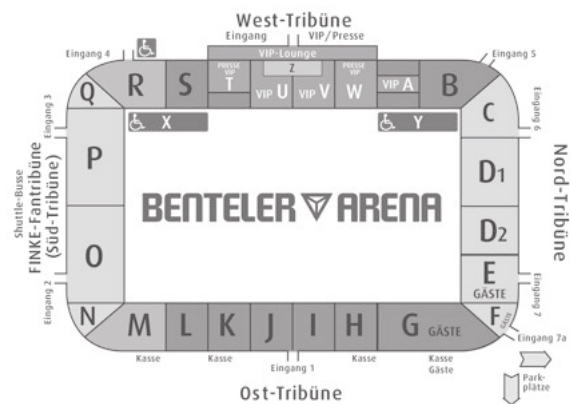 West-Tribüne
Eingang VIP/Presse
Eingang 4
VIP-Lounge
Eingang 5
Q R S PRESSE VIP T VIP U Z VIP V PRESSE VIP W VIP A B C
X Y
Eingang 3
Eingang 6
Shuttle-Busse
FINKE-Fantribüne
(Süd-Tribüne)
P
BENTELER ARENA
D1
Nord-Tribüne
O
D2
E
GÄSTE
Eingang 2
Eingang 7
N M L K J I H G GÄSTE F GÄSTE
Eingang 7a
Kasse Kasse Eingang 1 Kasse Kasse
Gäste
Park-
plätze
Ost-Tribüne